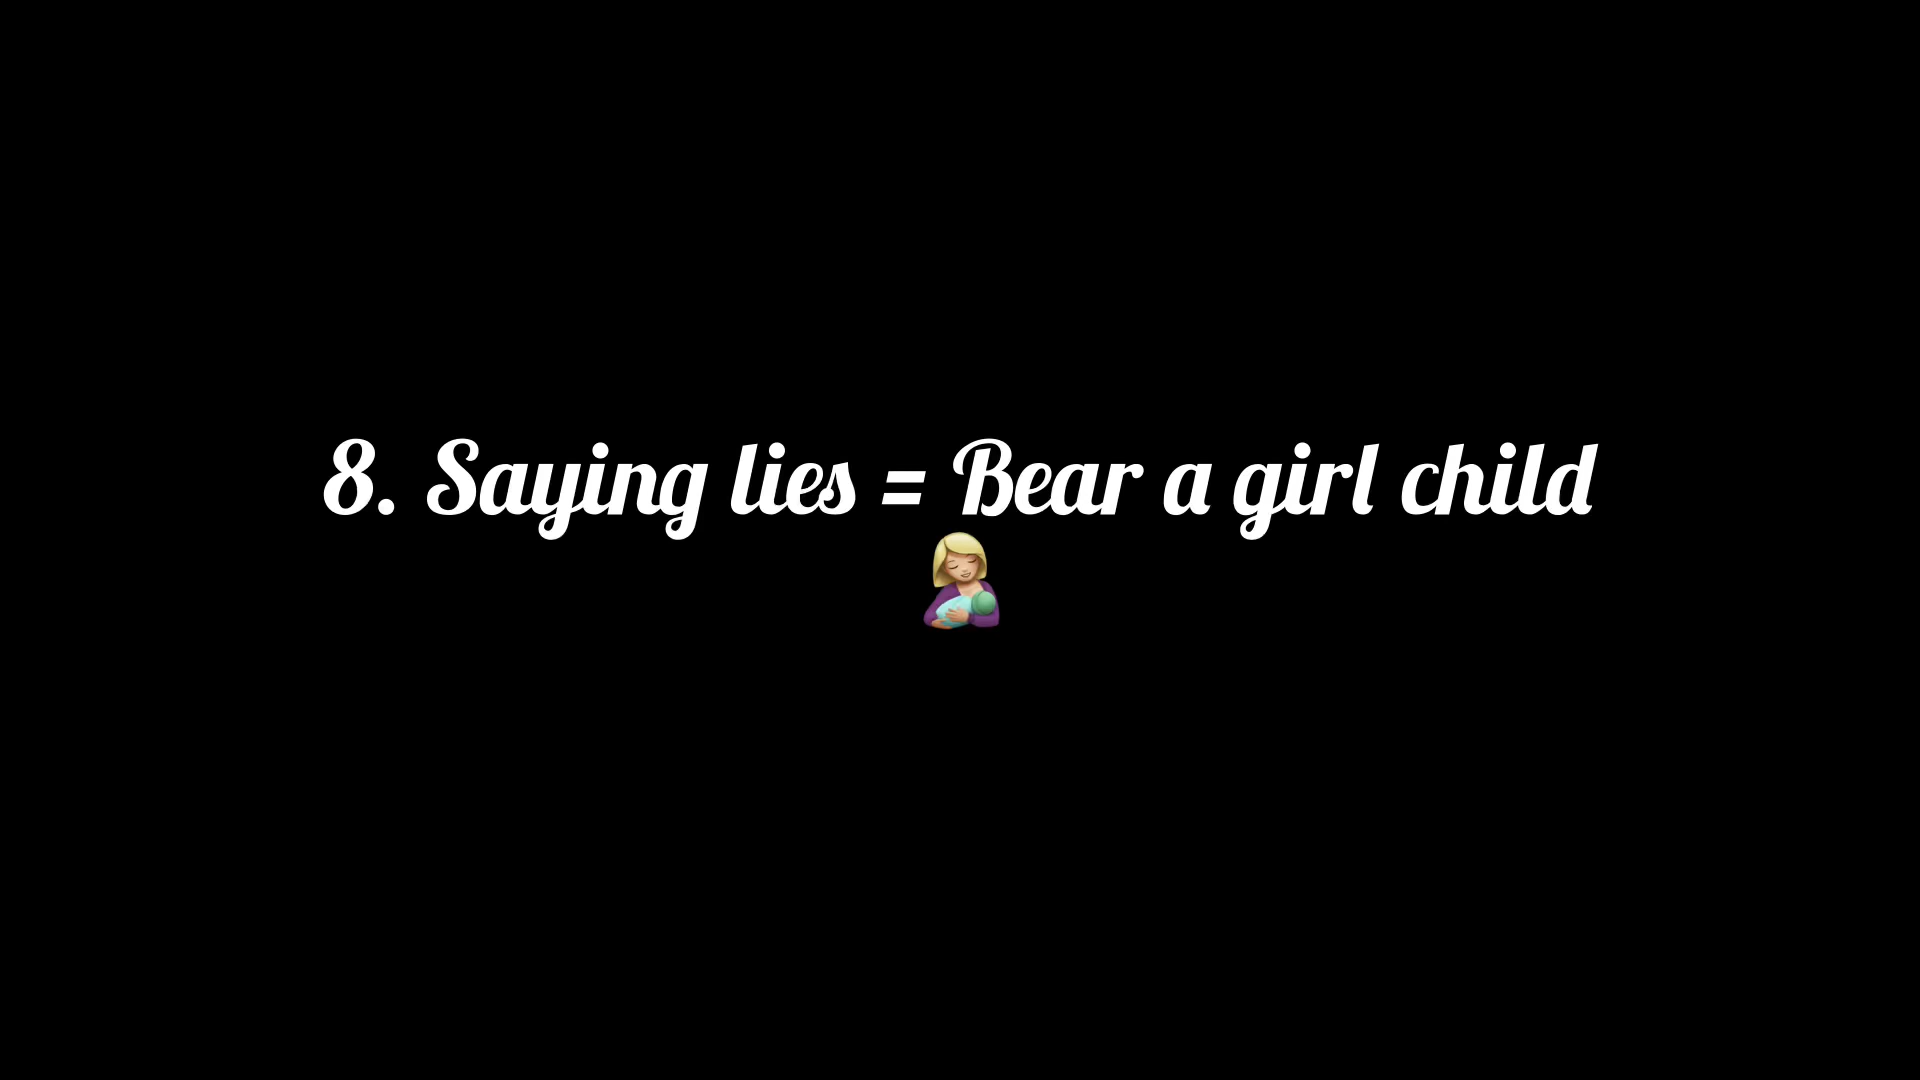 8. Saying lies = Bear a girl child
🤱🏼